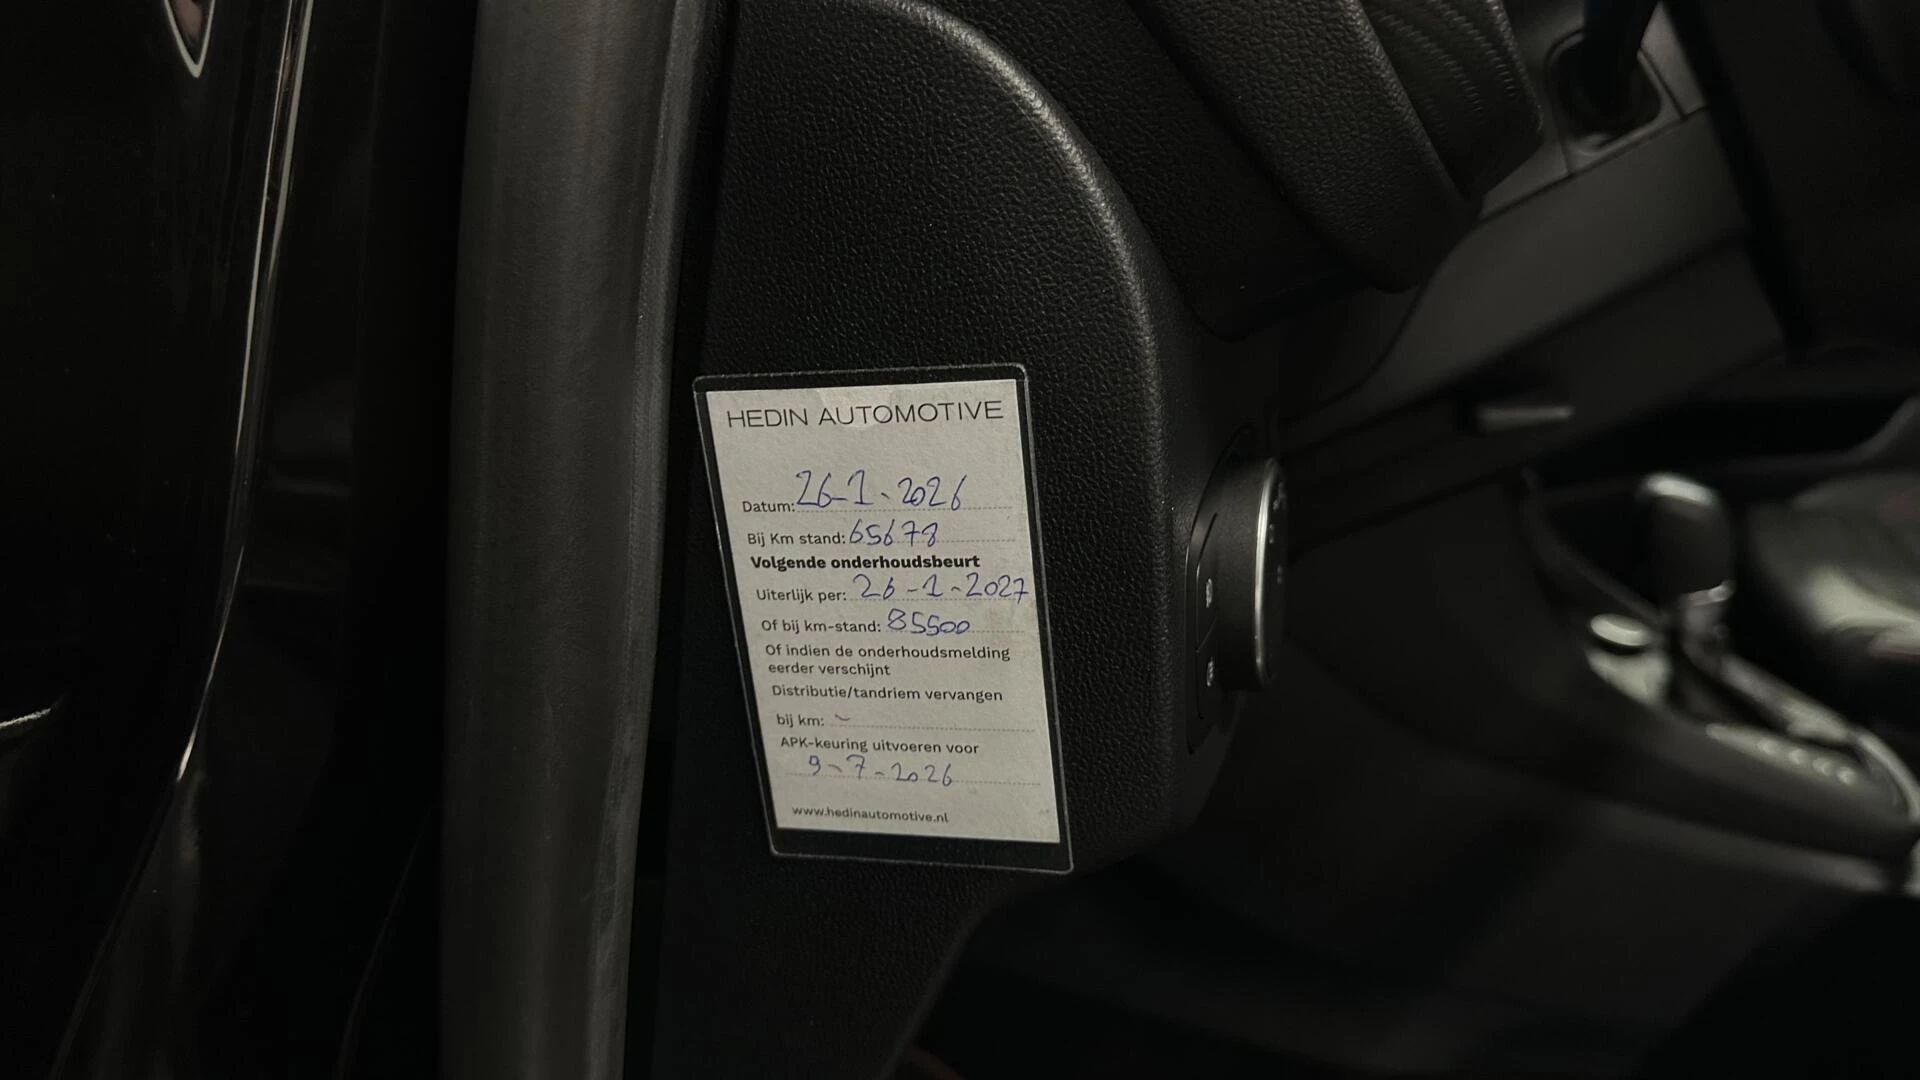 HEDIN AUTOMOTIVE
Datum: 26-1-2026
Bij Km stand: 65678
Volgende onderhoudsbeurt
Uiterlijk per: 26-1-2027
Of bij km-stand: 85500
Of indien de onderhoudsmelding
eerder verschijnt
Distributie/tandriem vervangen
bij km: ~
APK-keuring uitvoeren voor
9-7-2026
www.hedinautomotive.nl